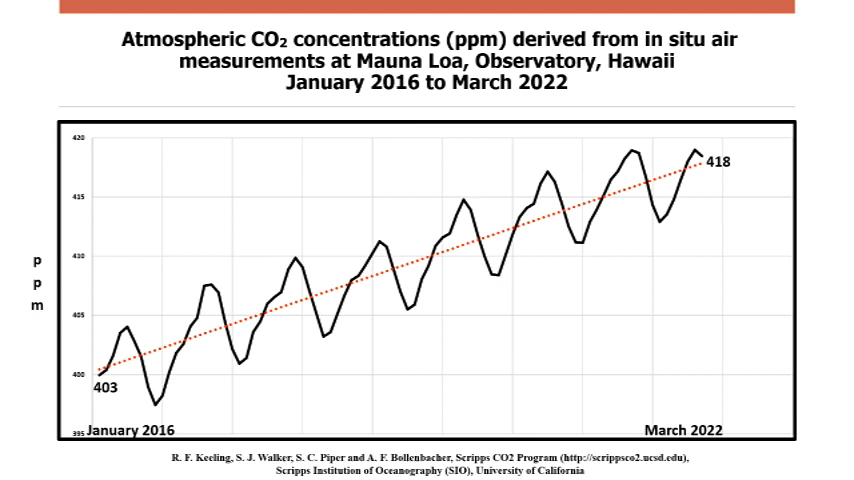 Atmospheric CO₂ concentrations (ppm) derived from in situ air
measurements at Mauna Loa, Observatory, Hawaii
January 2016 to March 2022
420
418
415
p
410
p
m
405
400
403
395
January 2016
March 2022
R. F. Keeling, S. J. Walker, S. C. Piper and A. F. Bollenbacher, Scripps CO2 Program (http://scrippsco2.ucsd.edu),
Scripps Institution of Oceanography (SIO), University of California